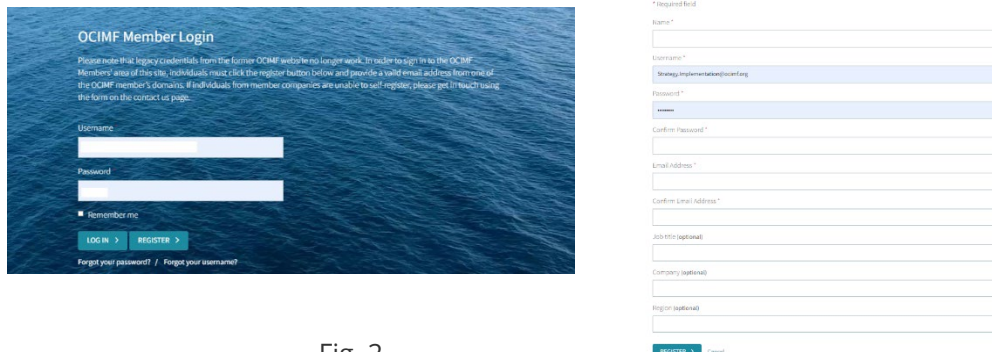 OCIMF Member Login
Please note that legacy credentials from the former OCIMF website no longer work. In order to sign in to the OCIMF
Members' area of this site, individuals must click the register button below and provide a valid email address from one of
the OCIMF member's domains. If individuals from member companies are unable to self-register, please get in touch using
the form on the contact us page.
Username
Password
Remember me
LOG IN >
REGISTER >
Forgot your password? / Forgot your username?
* Required field
Name *
Username *
Strategy.Implementation@ocimf.org
Password *
••••••••
Confirm Password *
Email Address *
Confirm Email Address *
Job title (optional)
Company (optional)
Region (optional)
REGISTER >
Cancel